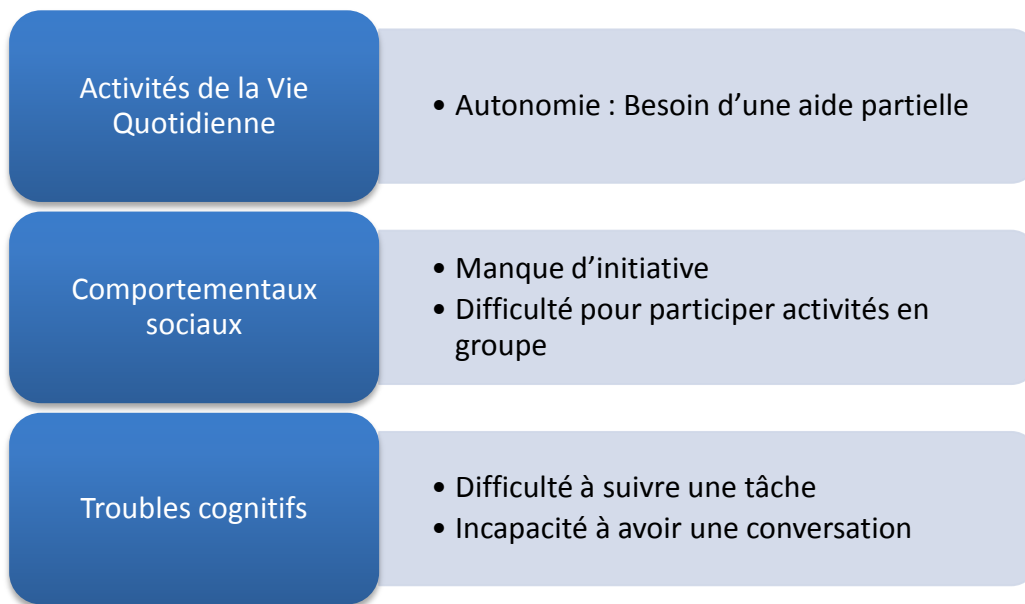 Activités de la Vie
Quotidienne
• Autonomie : Besoin d’une aide partielle
Comportementaux
sociaux
• Manque d’initiative
• Difficulté pour participer activités en
groupe
Troubles cognitifs
• Difficulté à suivre une tâche
• Incapacité à avoir une conversation